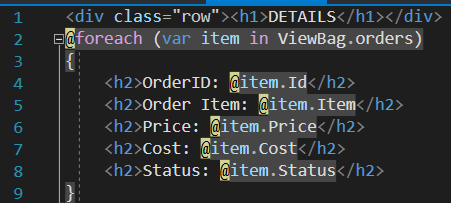 1 <div class="row"><h1>DETAILS</h1></div>
2 @foreach (var item in ViewBag.orders)
3 {
4 <h2>OrderID: @item.Id</h2>
5 <h2>Order Item: @item.Item</h2>
6 <h2>Price: @item.Price</h2>
7 <h2>Cost: @item.Cost</h2>
8 <h2>Status: @item.Status</h2>
9 }